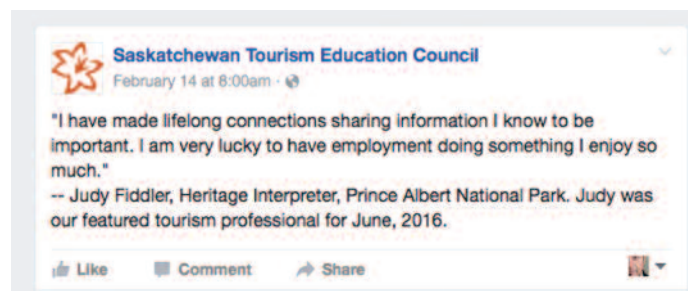 Saskatchewan Tourism Education Council
February 14 at 8:00am ·
"I have made lifelong connections sharing information I know to be
important. I am very lucky to have employment doing something I enjoy so
much."
-- Judy Fiddler, Heritage Interpreter, Prince Albert National Park. Judy was
our featured tourism professional for June, 2016.
Like Comment Share